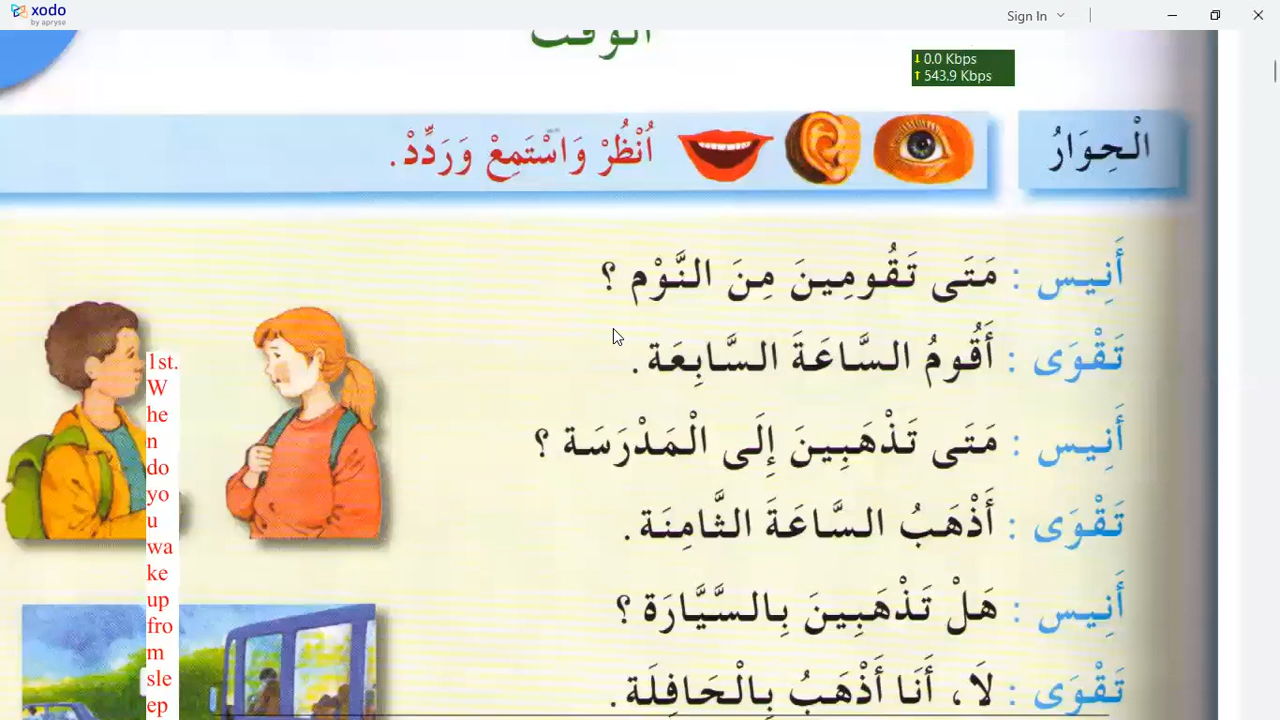 xodo
by apryse
Sign In
الوقت
↓ 0.0 Kbps
↑ 543.9 Kbps
الْحِوَارُ
اُنْظُرْ وَاسْتَمِعْ وَرَدِّدْ.
أَنِيس : مَتَى تَقُومِينَ مِنَ النَّوْم ؟
تَقْوَى : أَقُومُ السَّاعَةَ السَّابِعَة .
أَنِيس : مَتَى تَذْهَبِينَ إِلَى الْمَدْرَسَة ؟
تَقْوَى : أَذْهَبُ السَّاعَةَ الثَّامِنَة .
أَنِيس : هَلْ تَذْهَبِينَ بِالسَّيَّارَة ؟
تَقْوَى : لَا، أَنَا أَذْهَبُ بِالْحَافِلَة .
1st.
W
he
n
do
yo
u
wa
ke
up
fro
m
sle
ep